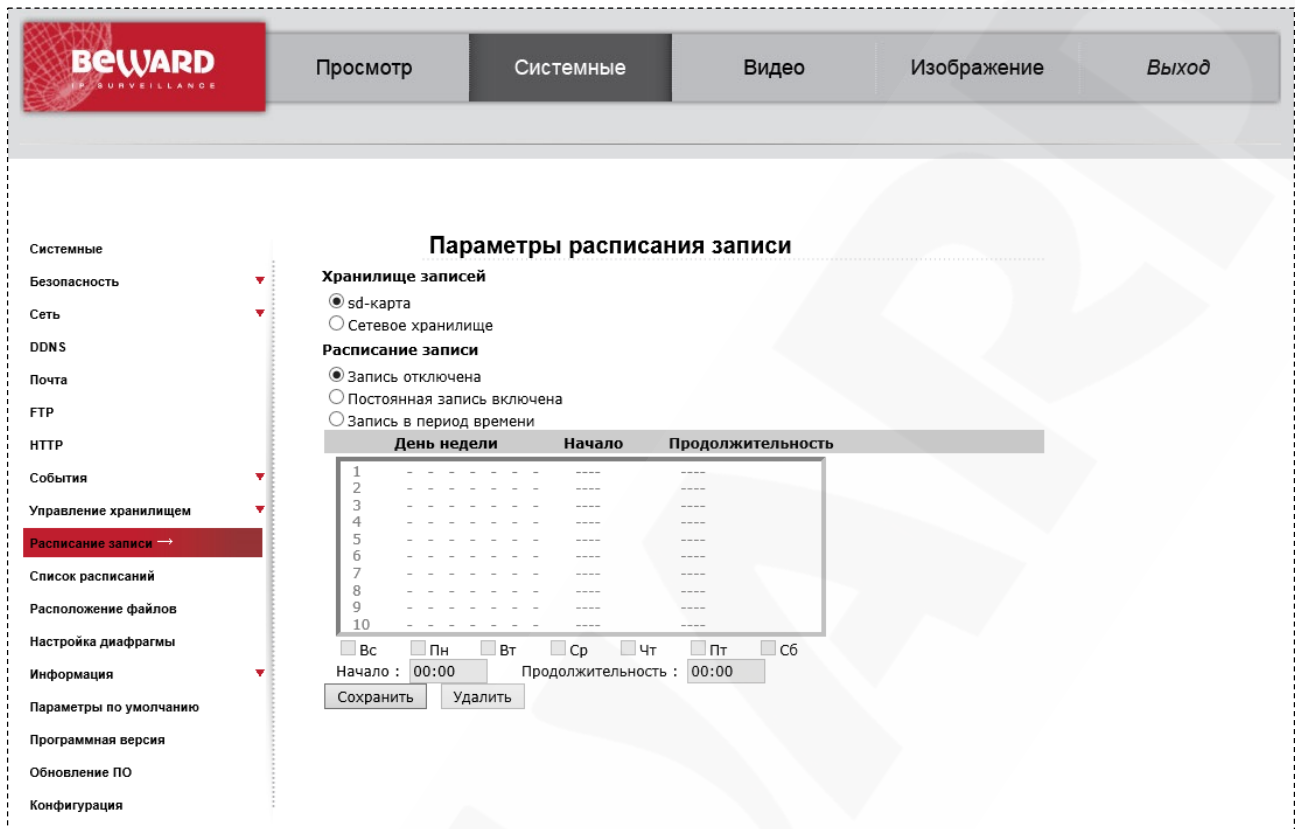 BEWARD
IP SURVEILLANCE
Просмотр
Системные
Видео
Изображение
Выход
Системные
Безопасность
Сеть
DDNS
Почта
FTP
HTTP
События
Управление хранилищем
Расписание записи →
Список расписаний
Расположение файлов
Настройка диафрагмы
Информация
Параметры по умолчанию
Программная версия
Обновление ПО
Конфигурация
Параметры расписания записи
Хранилище записей
sd-карта
Сетевое хранилище
Расписание записи
Запись отключена
Постоянная запись включена
Запись в период времени
День недели Начало Продолжительность
1 - - - - - - - ---- ----
2 - - - - - - - ---- ----
3 - - - - - - - ---- ----
4 - - - - - - - ---- ----
5 - - - - - - - ---- ----
6 - - - - - - - ---- ----
7 - - - - - - - ---- ----
8 - - - - - - - ---- ----
9 - - - - - - - ---- ----
10 - - - - - - - ---- ----
Вс Пн Вт Ср Чт Пт Сб
Начало : 00:00 Продолжительность : 00:00
Сохранить Удалить